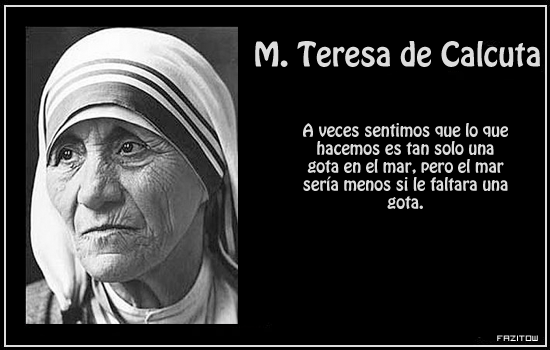 M. Teresa de Calcuta
A veces sentimos que lo que
hacemos es tan solo una
gota en el mar, pero el mar
sería menos si le faltara una
gota.
FAZITOW